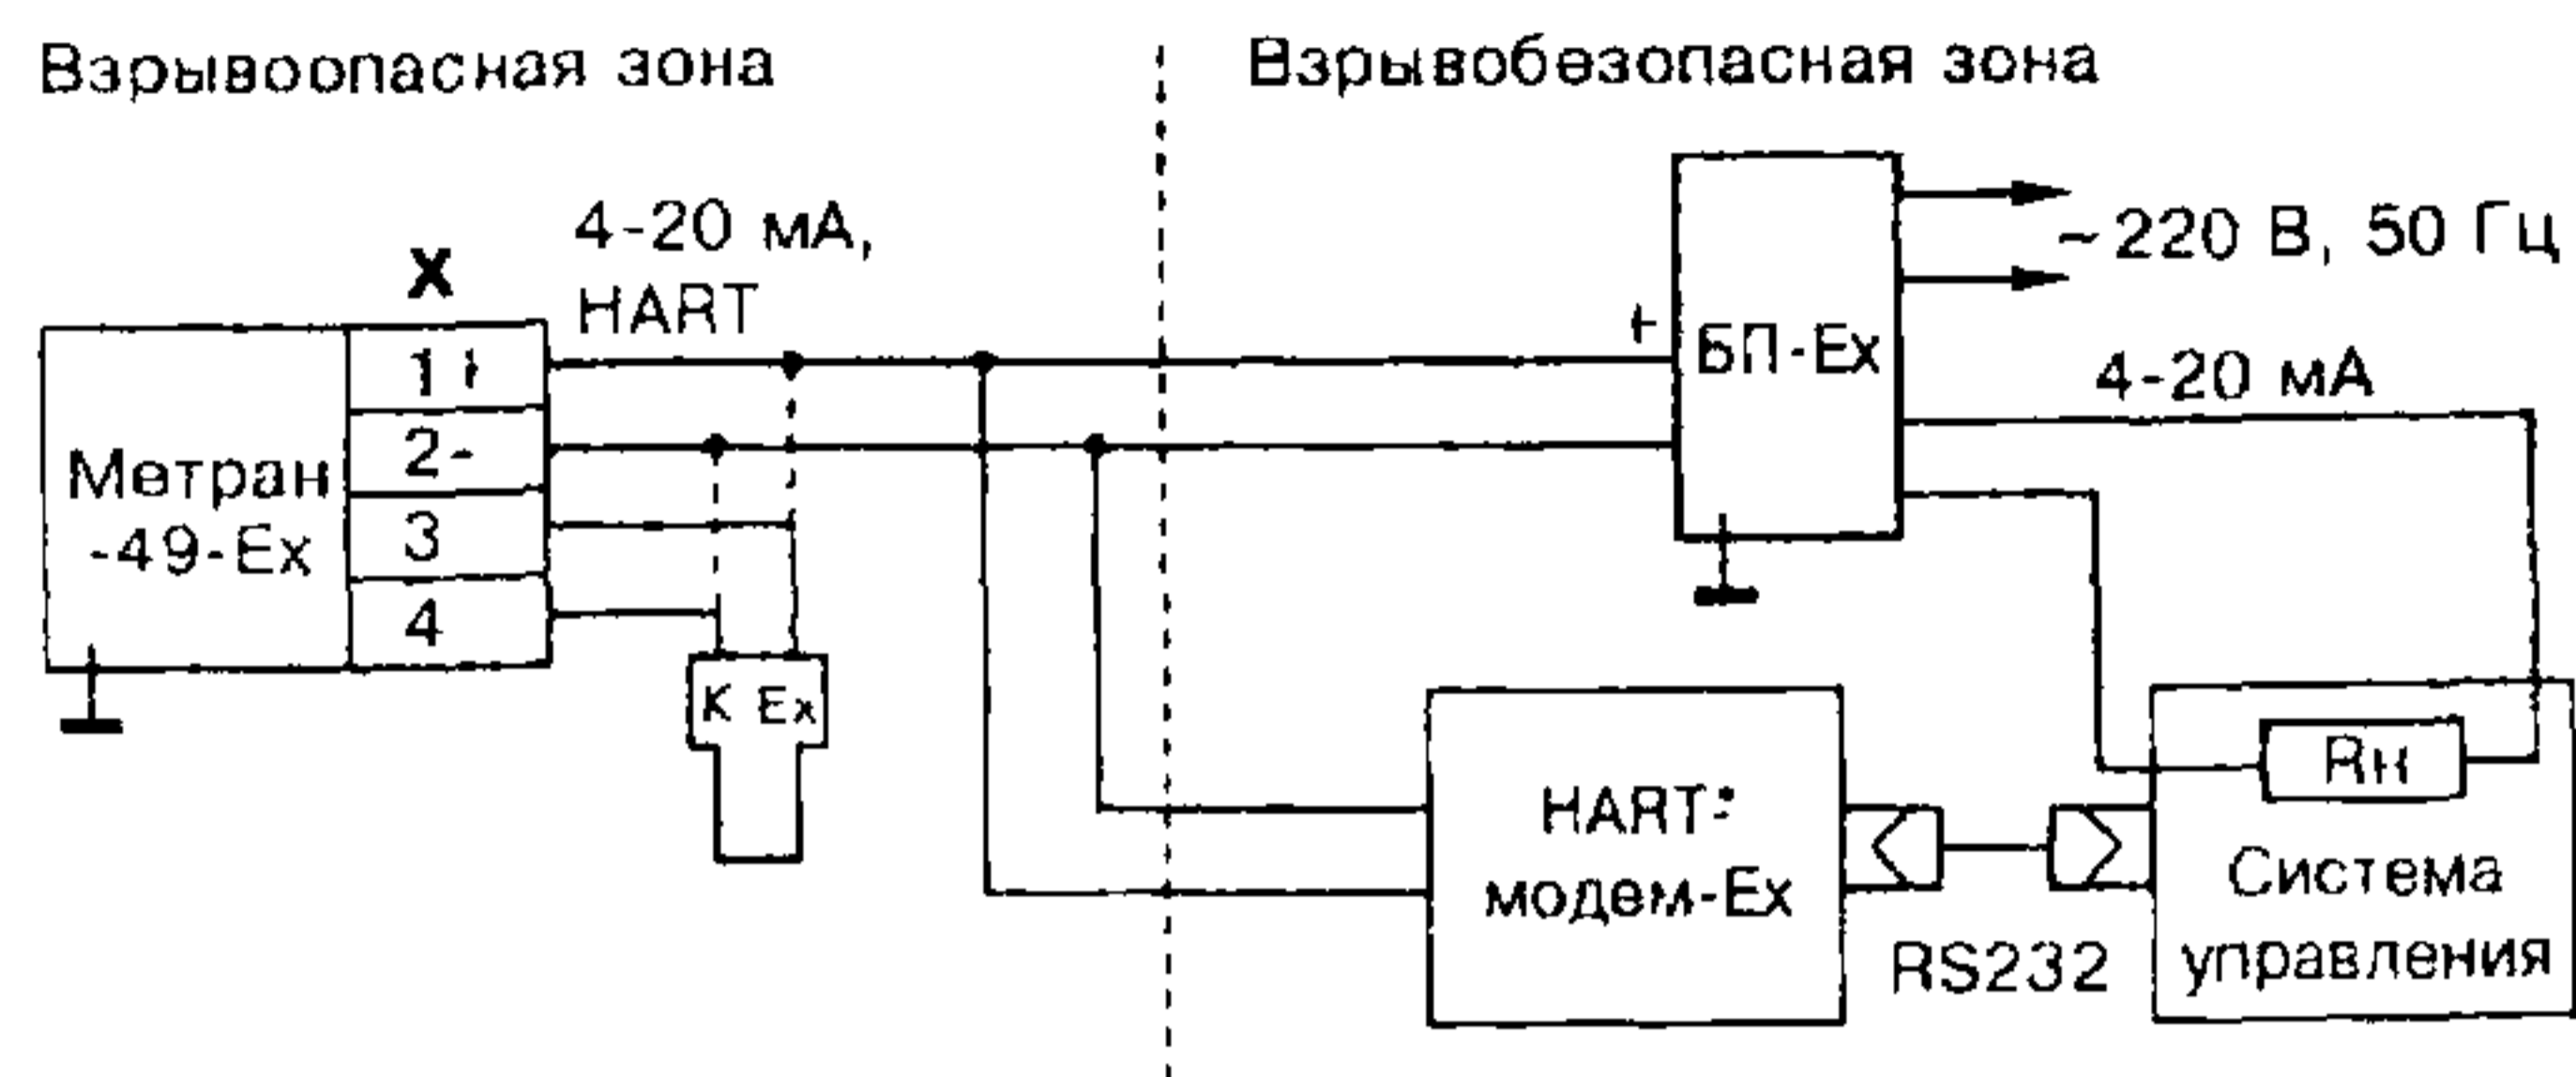 Взрывоопасная зона
Взрывобезопасная зона
X
4-20 мА,
HART
~220 В, 50 Гц
+
БП-Ex
4-20 мА
1+
2-
3
4
Метран
-49-Ex
К Ex
Rн
HART-
модем-Ex
RS232
Система
управления